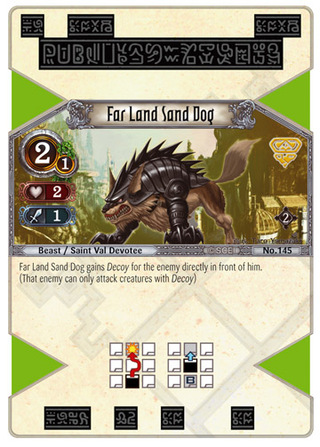 Far Land Sand Dog
2
1
2
1
2
Beast / Saint Val Devotee
No.145
Far Land Sand Dog gains Decoy for the enemy directly in front of him.
(That enemy can only attack creatures with Decoy)